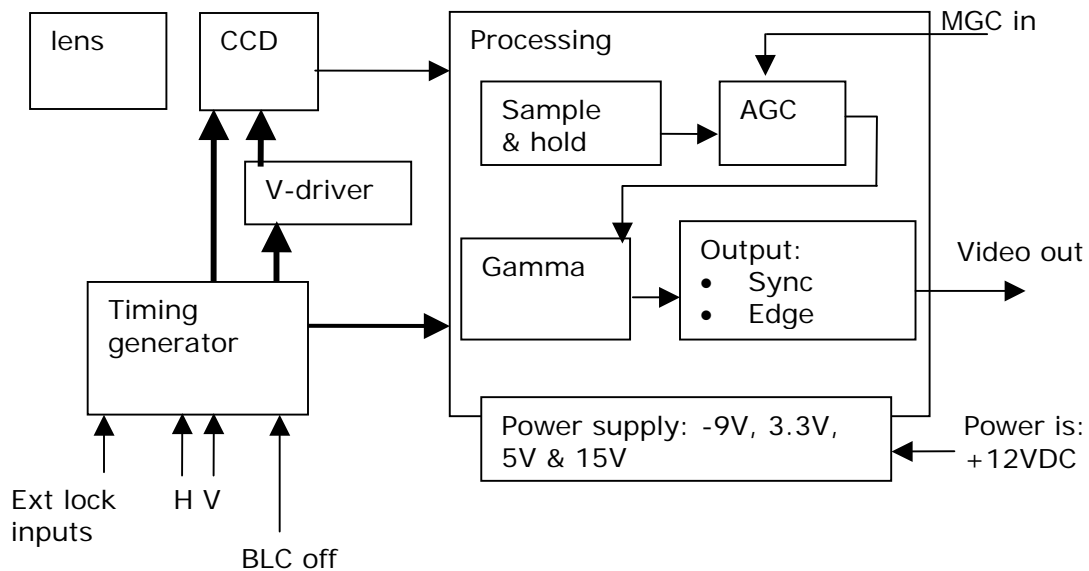 lens
CCD
Processing
MGC in
Sample
& hold
AGC
V-driver
Gamma
Output:
• Sync
• Edge
Video out
Timing
generator
Power supply: -9V, 3.3V,
5V & 15V
Power is:
+12VDC
Ext lock
inputs
H V
BLC off